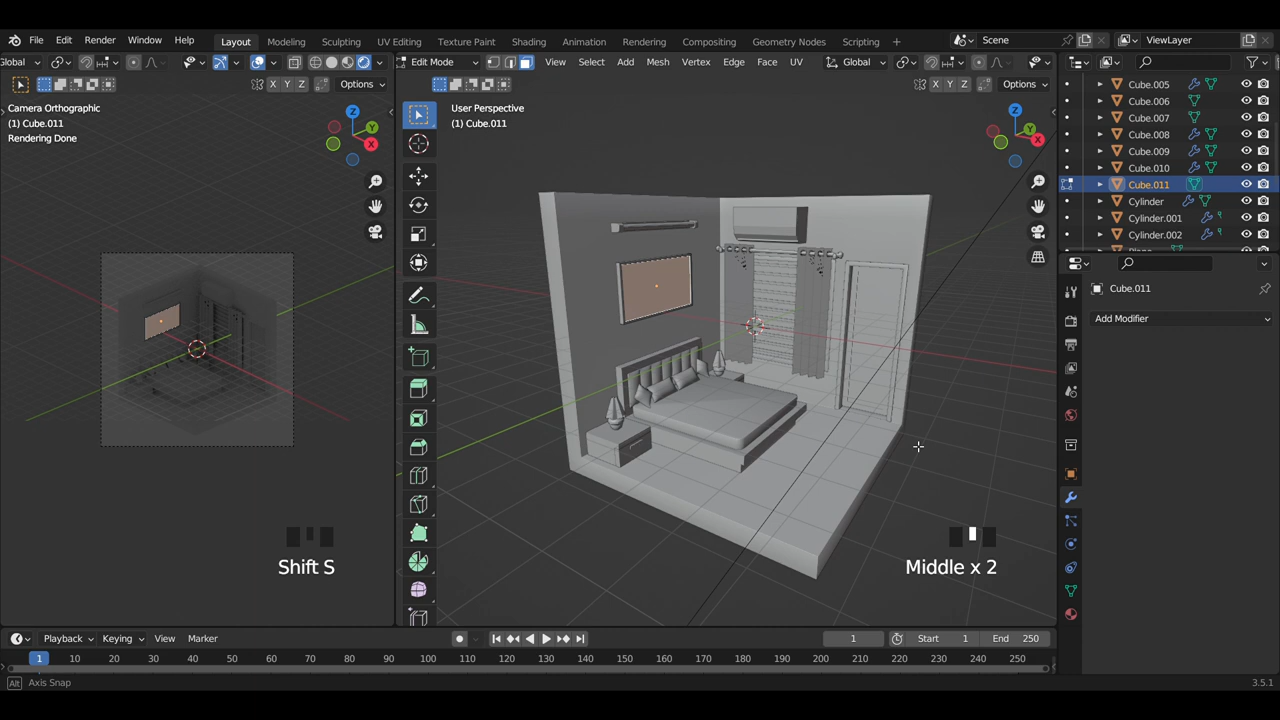 File Edit Render Window Help Layout Modeling Sculpting UV Editing Texture Paint Shading Animation Rendering Compositing Geometry Nodes Scripting + Scene ViewLayer
Global Edit Mode View Select Add Mesh Vertex Edge Face UV Global
X Y Z Options X Y Z Options
Camera Orthographic
(1) Cube.011
Rendering Done
User Perspective
(1) Cube.011
Z
Y
X
Z
X
Cube.005
Cube.006
Cube.007
Cube.008
Cube.009
Cube.010
Cube.011
Cylinder
Cylinder.001
Cylinder.002
Cube.011
Add Modifier
Shift S
Middle x 2
Playback Keying View Marker 1 Start 1 End 250
1 10 20 30 40 50 60 70 80 90 100 110 120 130 140 150 160 170 180 190 200 210 220 230 240 250
Alt Axis Snap 3.5.1